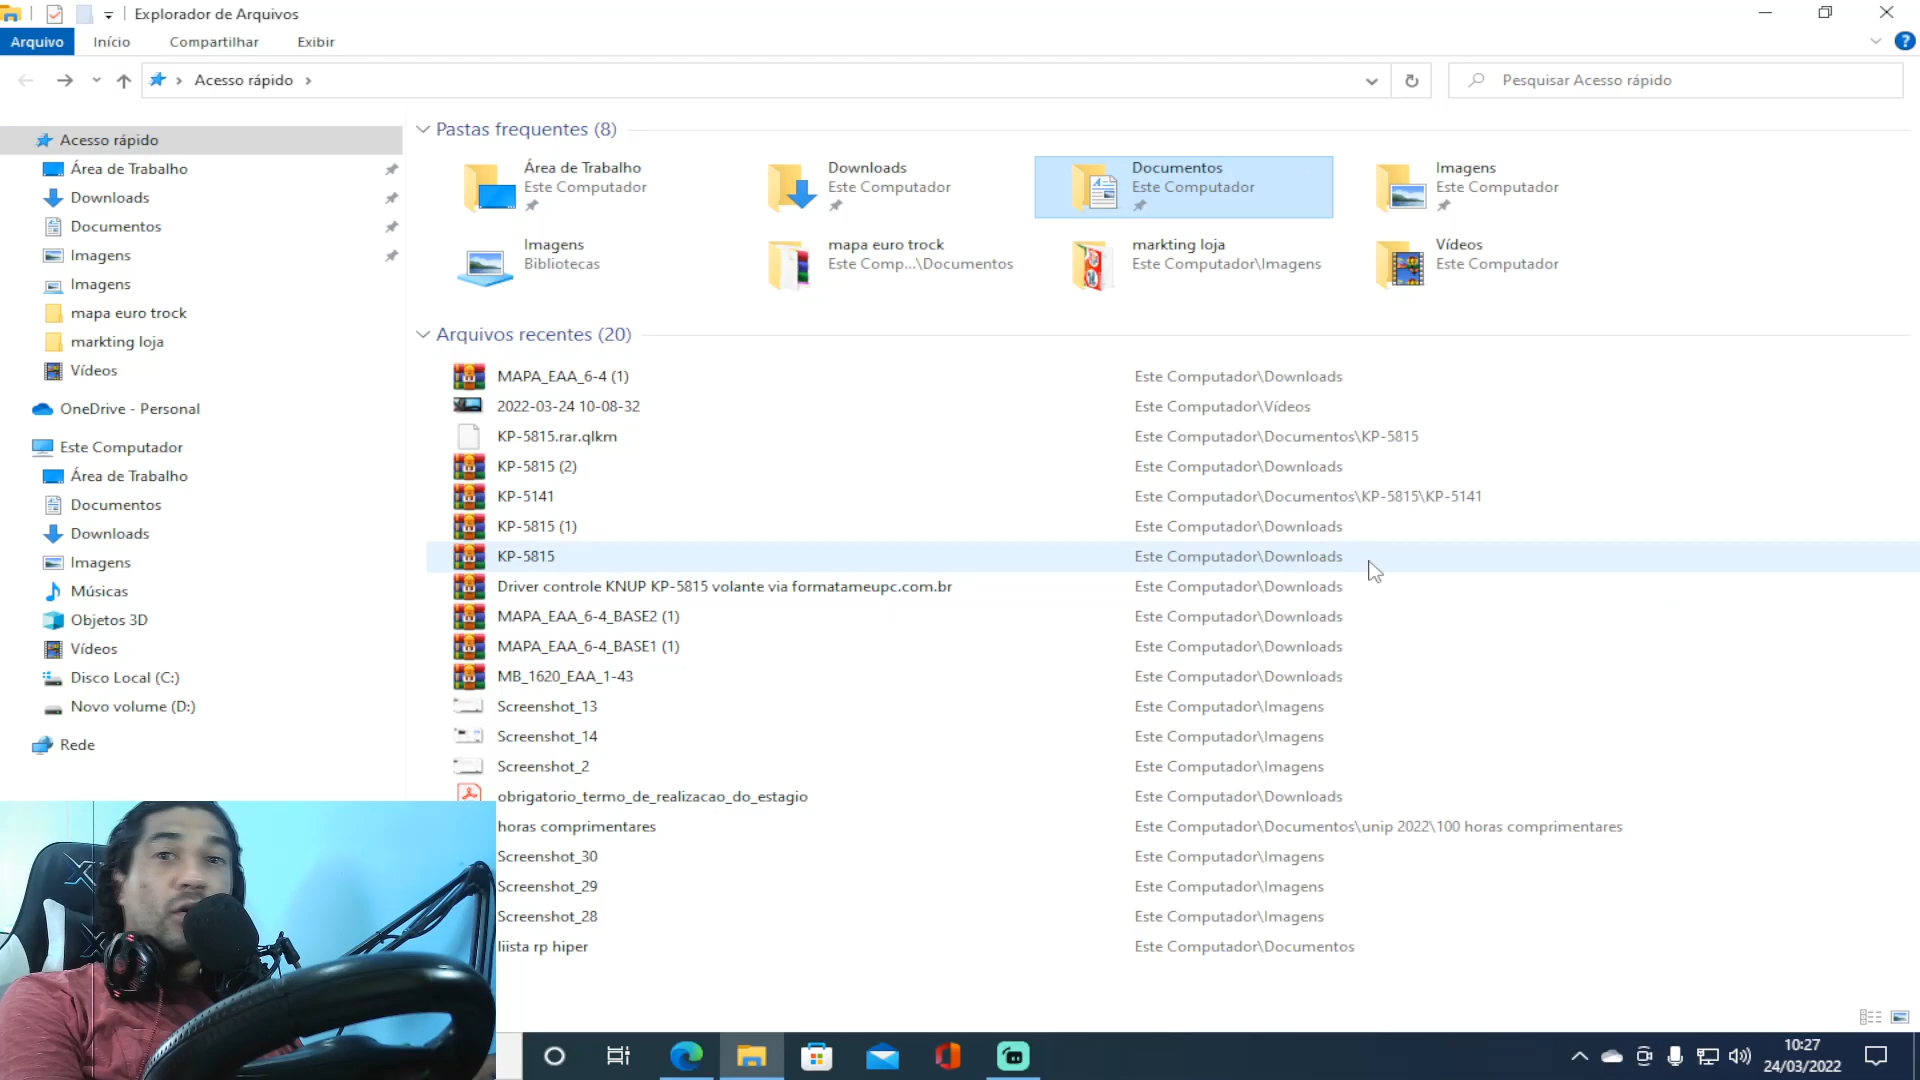 Explorador de Arquivos
Arquivo Início Compartilhar Exibir
Acesso rápido
Pesquisar Acesso rápido
Acesso rápido
Área de Trabalho
Downloads
Documentos
Imagens
Imagens
mapa euro trock
markting loja
Vídeos
OneDrive - Personal
Este Computador
Área de Trabalho
Documentos
Downloads
Imagens
Músicas
Objetos 3D
Vídeos
Disco Local (C:)
Novo volume (D:)
Rede
Pastas frequentes (8)
Área de Trabalho
Este Computador
Downloads
Este Computador
Documentos
Este Computador
Imagens
Este Computador
Imagens
Bibliotecas
mapa euro trock
Este Comp...\Documentos
markting loja
Este Computador\Imagens
Vídeos
Este Computador
Arquivos recentes (20)
MAPA_EAA_6-4 (1) Este Computador\Downloads
2022-03-24 10-08-32 Este Computador\Vídeos
KP-5815.rar.qlkm Este Computador\Documentos\KP-5815
KP-5815 (2) Este Computador\Downloads
KP-5141 Este Computador\Documentos\KP-5815\KP-5141
KP-5815 (1) Este Computador\Downloads
KP-5815 Este Computador\Downloads
Driver controle KNUP KP-5815 volante via formatameupc.com.br Este Computador\Downloads
MAPA_EAA_6-4_BASE2 (1) Este Computador\Downloads
MAPA_EAA_6-4_BASE1 (1) Este Computador\Downloads
MB_1620_EAA_1-43 Este Computador\Downloads
Screenshot_13 Este Computador\Imagens
Screenshot_14 Este Computador\Imagens
Screenshot_2 Este Computador\Imagens
obrigatorio_termo_de_realizacao_do_estagio Este Computador\Downloads
horas comprimentares Este Computador\Documentos\unip 2022\100 horas comprimentares
Screenshot_30 Este Computador\Imagens
Screenshot_29 Este Computador\Imagens
Screenshot_28 Este Computador\Imagens
liista rp hiper Este Computador\Documentos
10:27
24/03/2022